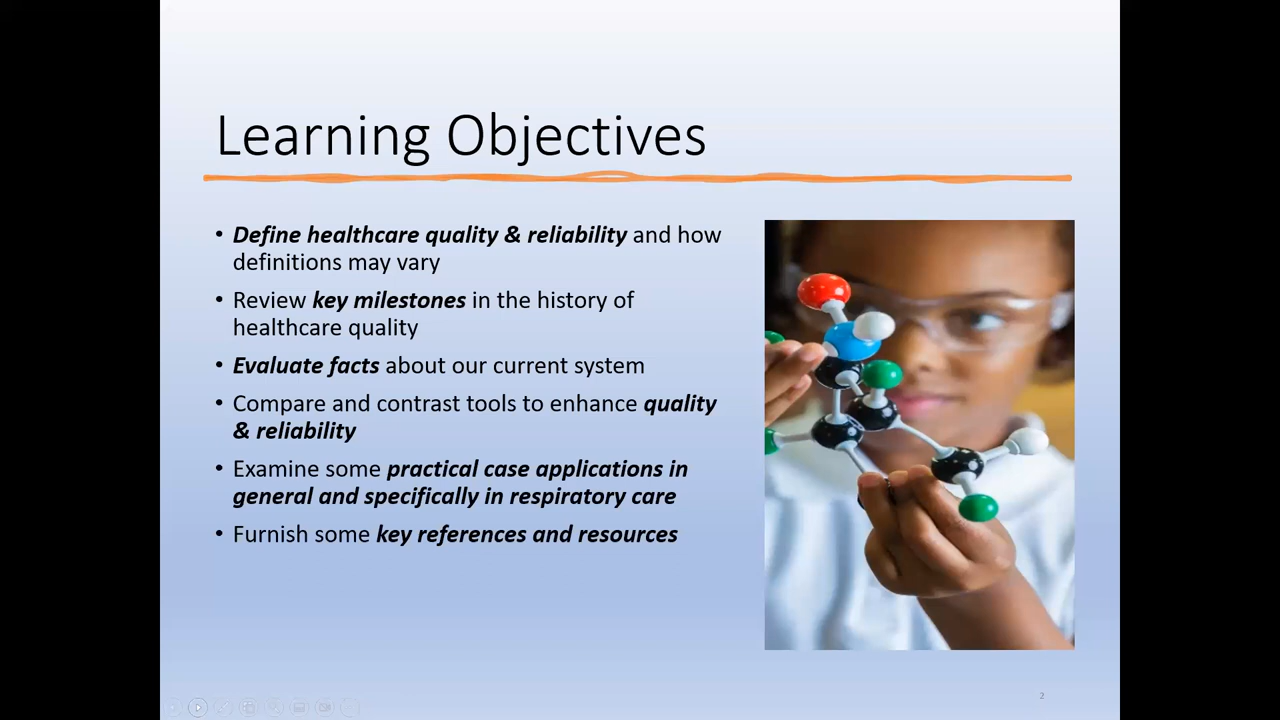 Learning Objectives
• Define healthcare quality & reliability and how
definitions may vary
• Review key milestones in the history of
healthcare quality
• Evaluate facts about our current system
• Compare and contrast tools to enhance quality
& reliability
• Examine some practical case applications in
general and specifically in respiratory care
• Furnish some key references and resources
2